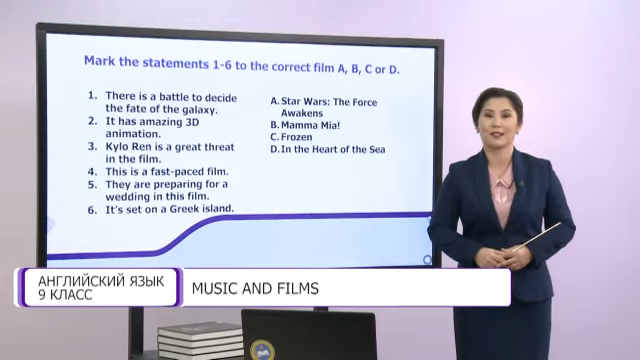 Mark the statements 1-6 to the correct film A, B, C or D.
1. There is a battle to decide
the fate of the galaxy.
2. It has amazing 3D
animation.
3. Kylo Ren is a great threat
in the film.
4. This is a fast-paced film.
5. They are preparing for a
wedding in this film.
6. It's set on a Greek island.
A. Star Wars: The Force
Awakens
B. Mamma Mia!
C. Frozen
D. In the Heart of the Sea
АНГЛИЙСКИЙ ЯЗЫК
9 КЛАСС
MUSIC AND FILMS